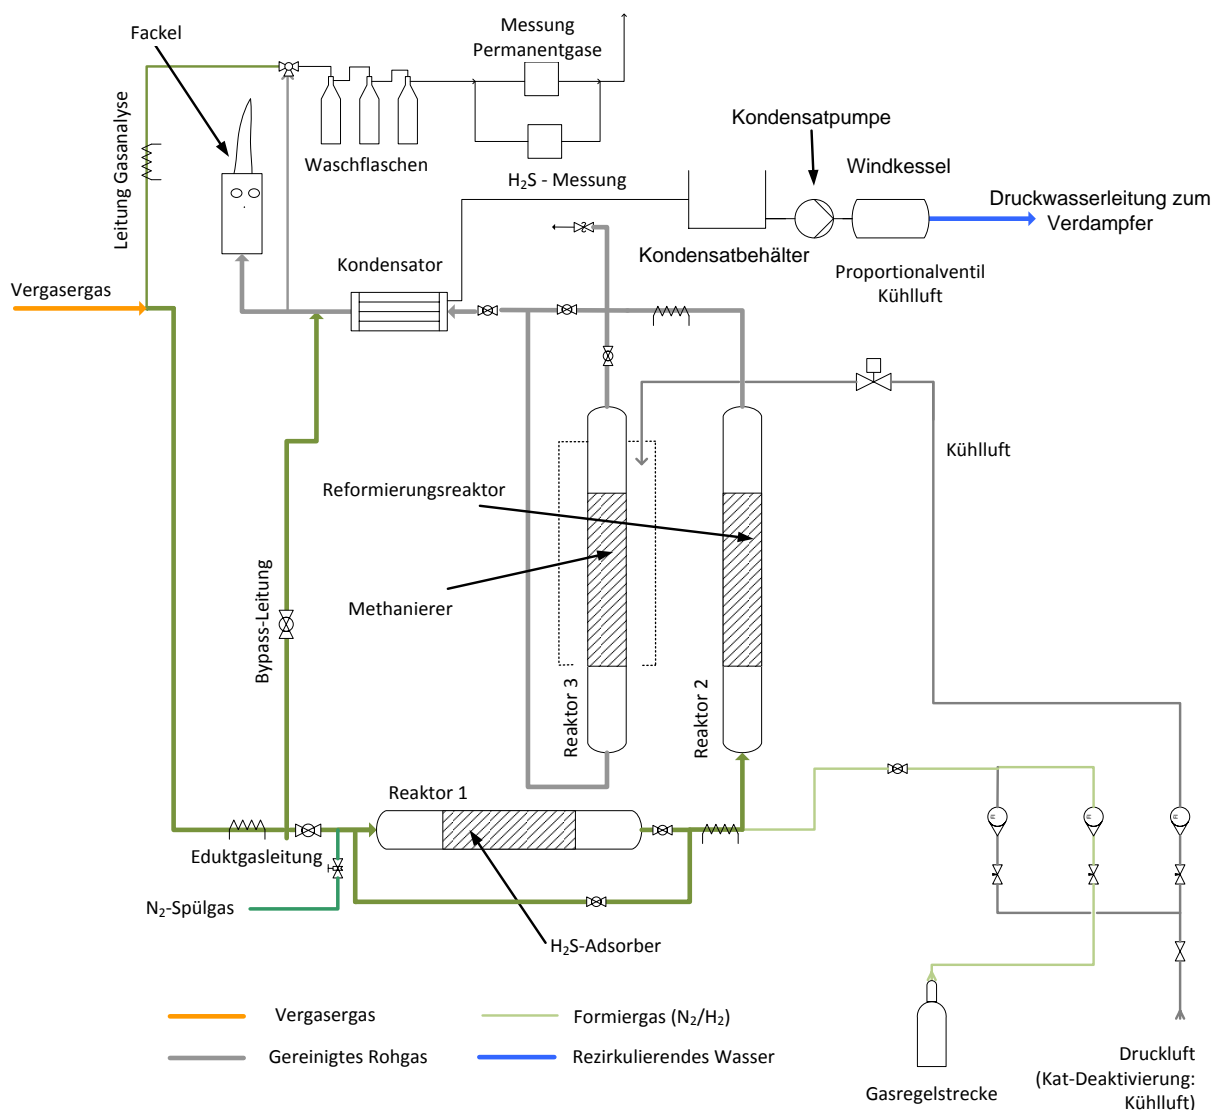 Fackel
Messung
Permanentgase
Leitung Gasanalyse
Waschflaschen
H₂S - Messung
Kondensatpumpe
Windkessel
Druckwasserleitung zum
Verdampfer
Kondensatbehälter
Proportionalventil
Kühlluft
Kondensator
Vergasergas
Kühlluft
Reformierungsreaktor
Methanierer
Bypass-Leitung
Reaktor 3
Reaktor 2
Reaktor 1
Eduktgasleitung
N₂-Spülgas
H₂S-Adsorber
Vergasergas
Formiergas (N₂/H₂)
Gereinigtes Rohgas
Rezirkulierendes Wasser
Gasregelstrecke
Druckluft
(Kat-Deaktivierung:
Kühlluft)